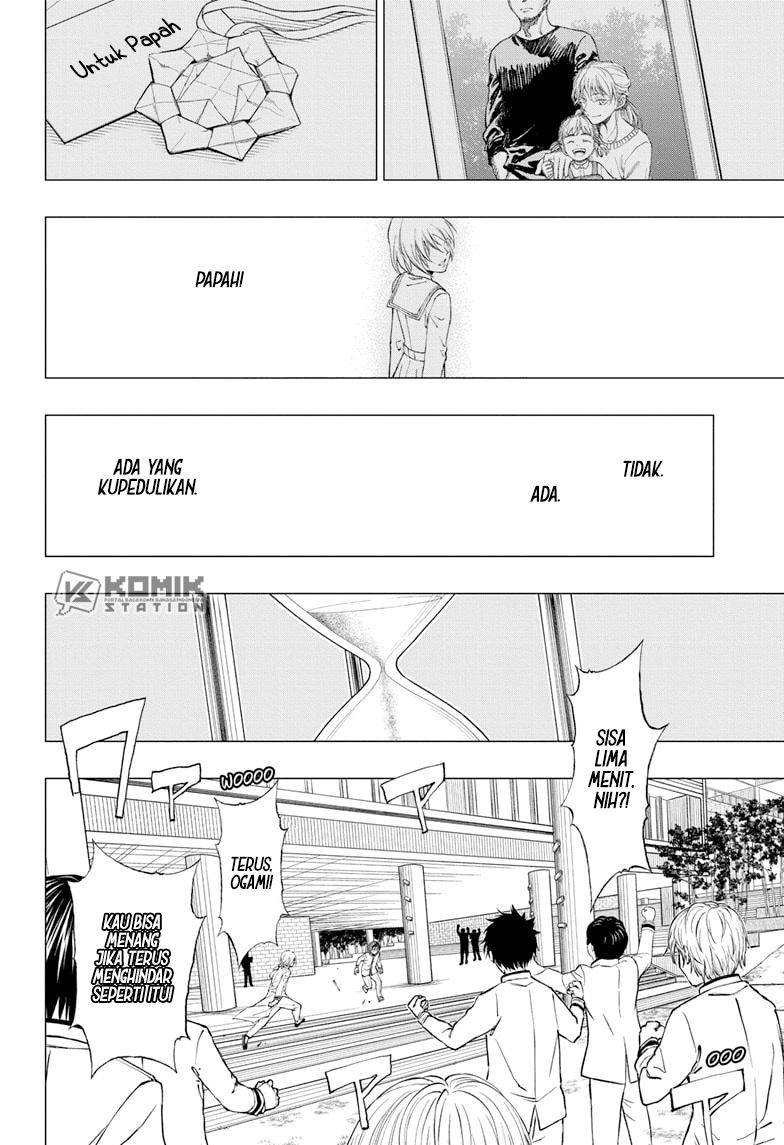 Untuk Papah
PAPAH!
TIDAK.
ADA.
ADA YANG
KUPEDULIKAN.
KOMIK
STATION
SISA
LIMA
MENIT,
NIH?!
WOOOO
TERUS,
OGAMI!
KAU BISA
MENANG
JIKA TERUS
MENGHINDAR
SEPERTI ITU!
OOO